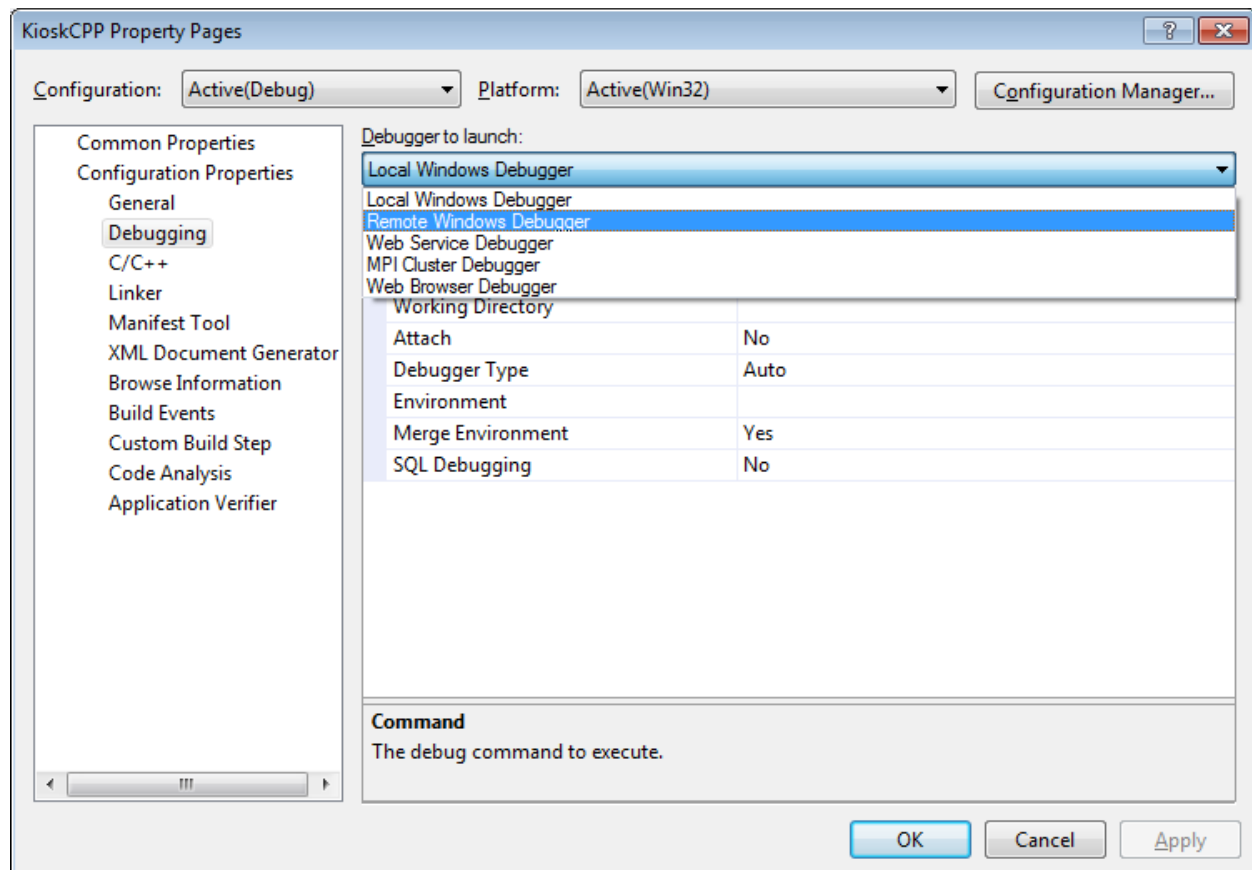 KioskCPP Property Pages
Configuration: Active(Debug) Platform: Active(Win32) Configuration Manager...
Common Properties
Configuration Properties
General
Debugging
C/C++
Linker
Manifest Tool
XML Document Generator
Browse Information
Build Events
Custom Build Step
Code Analysis
Application Verifier
Debugger to launch:
Local Windows Debugger
Local Windows Debugger
Remote Windows Debugger
Web Service Debugger
MPI Cluster Debugger
Web Browser Debugger
Working Directory
Attach No
Debugger Type Auto
Environment
Merge Environment Yes
SQL Debugging No
Command
The debug command to execute.
OK Cancel Apply